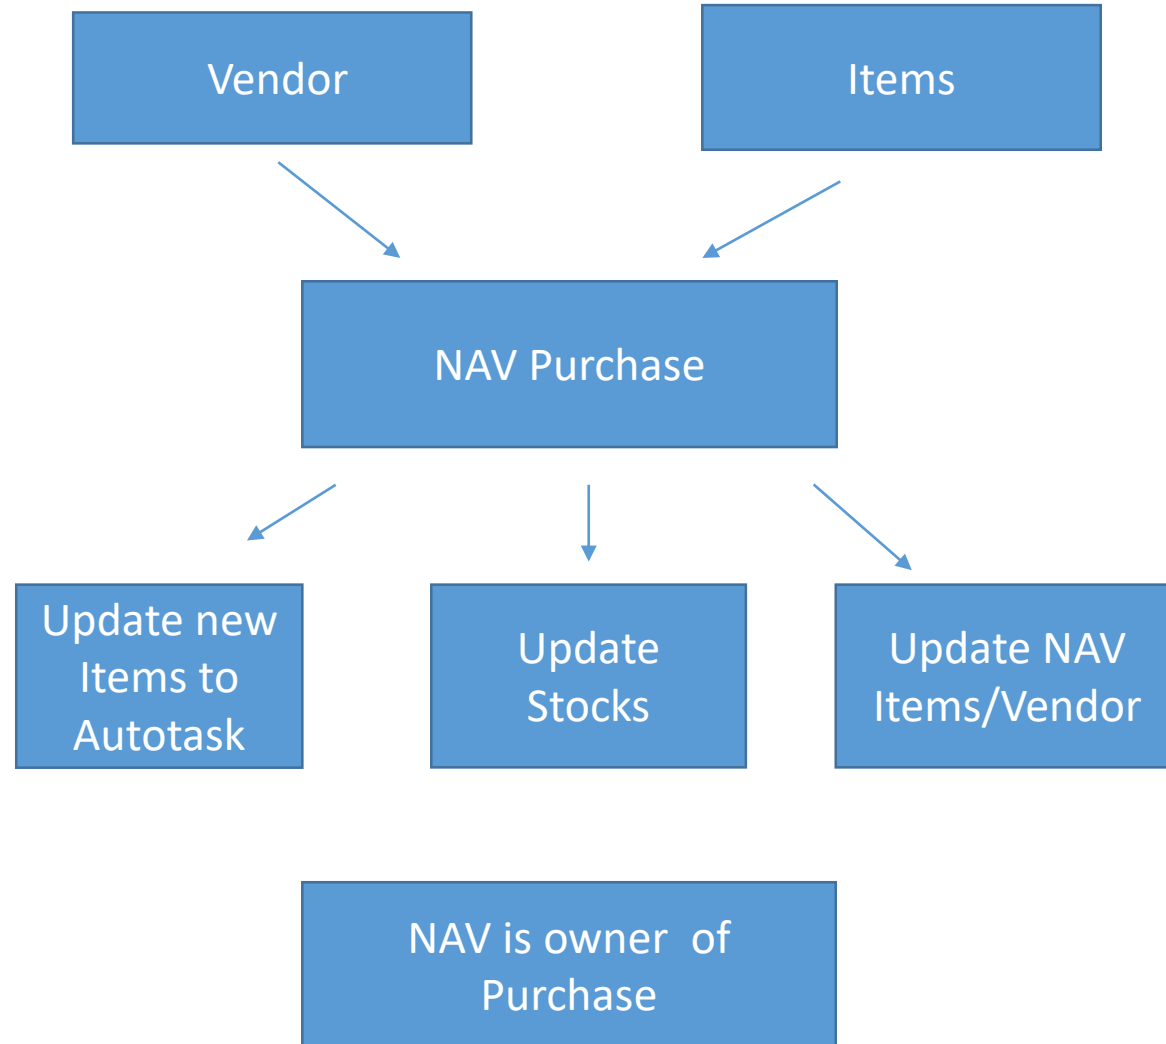 Vendor
Items
NAV Purchase
Update new
Items to
Autotask
Update
Stocks
Update NAV
Items/Vendor
NAV is owner  of
Purchase